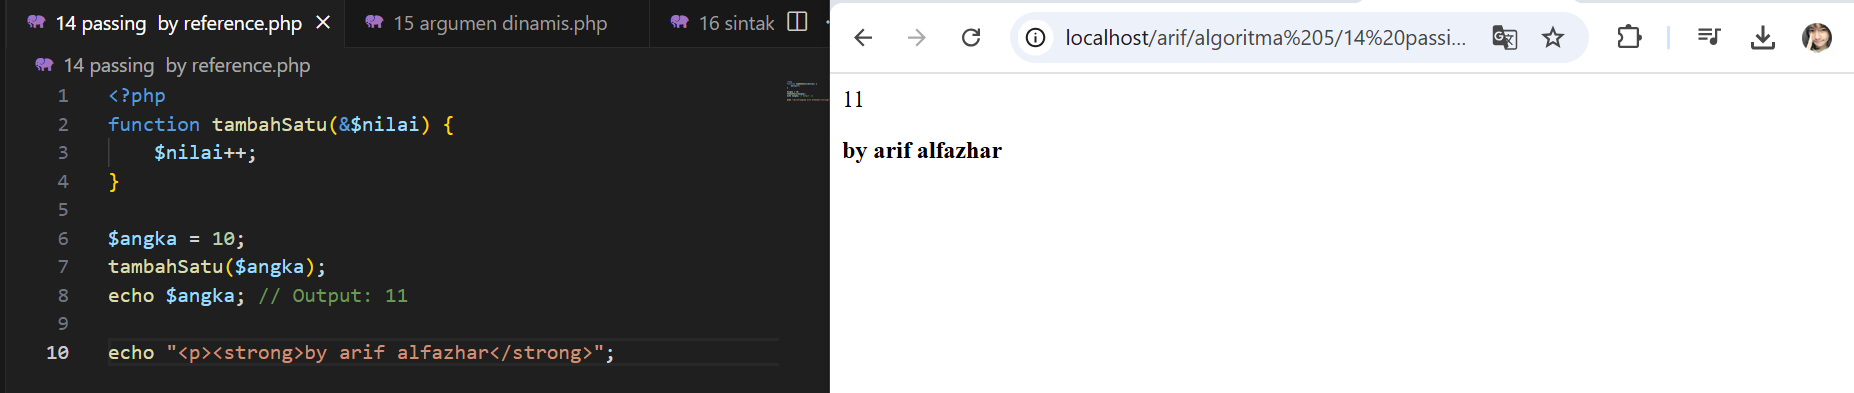 14 passing  by reference.php
15 argumen dinamis.php
16 sintak
14 passing  by reference.php
1 <?php
2 function tambahSatu(&$nilai) {
3     $nilai++;
4 }
5
6 $angka = 10;
7 tambahSatu($angka);
8 echo $angka; // Output: 11
9
10 echo "<p><strong>by arif alfazhar</strong>";
localhost/arif/algoritma%205/14%20passi...
11
by arif alfazhar